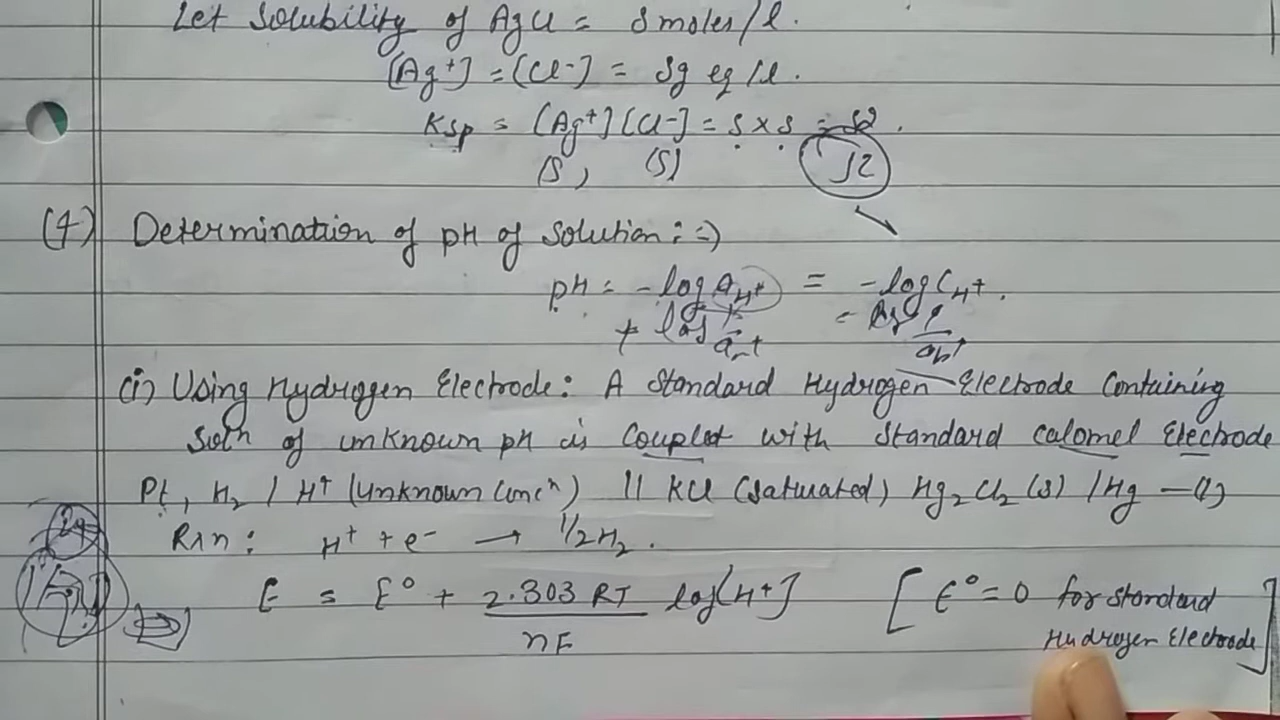 Let Solubility of AgCl = S moles/l.
[Ag⁺] = [Cl⁻] = Sg eq/l.
Ksp = [Ag⁺][Cl⁻] = S x S = S2.
(S, (S) S2
(4) Determination of pH of Solution: =)
pH = -log aH⁺ = -log CH⁺.
(i) Using Hydrogen Electrode: A Standard Hydrogen Electrode Containing
Soln of unknown pH is Coupled with Standard Calomel Electrode
Pt, H₂ / H⁺ (Unknown Concⁿ) || KCl (Saturated) Hg₂Cl₂ (s) / Hg
Rxn: H⁺ + e⁻ → 1/2 H₂.
E = E° + 2.303 RT log[H⁺] [E° = 0 for Standard
nF Hydrogen Electrode]